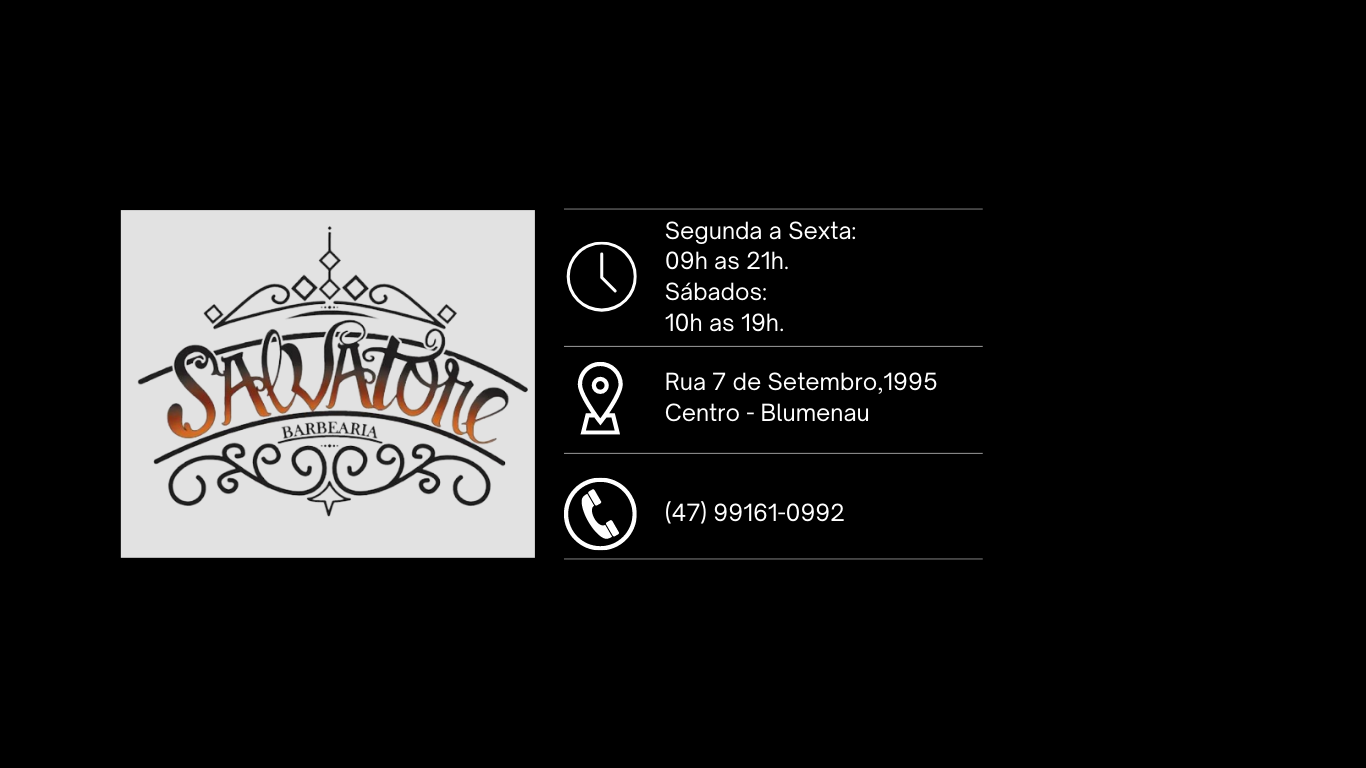 SALVATORE
BARBEARIA
Segunda a Sexta:
09h as 21h.
Sábados:
10h as 19h.
Rua 7 de Setembro,1995
Centro - Blumenau
(47) 99161-0992